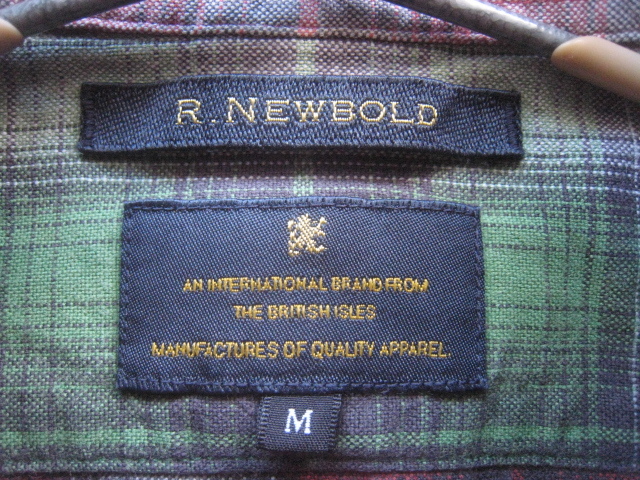 R. NEWBOLD
AN INTERNATIONAL BRAND FROM
THE BRITISH ISLES
MANUFACTURES OF QUALITY APPAREL.
M